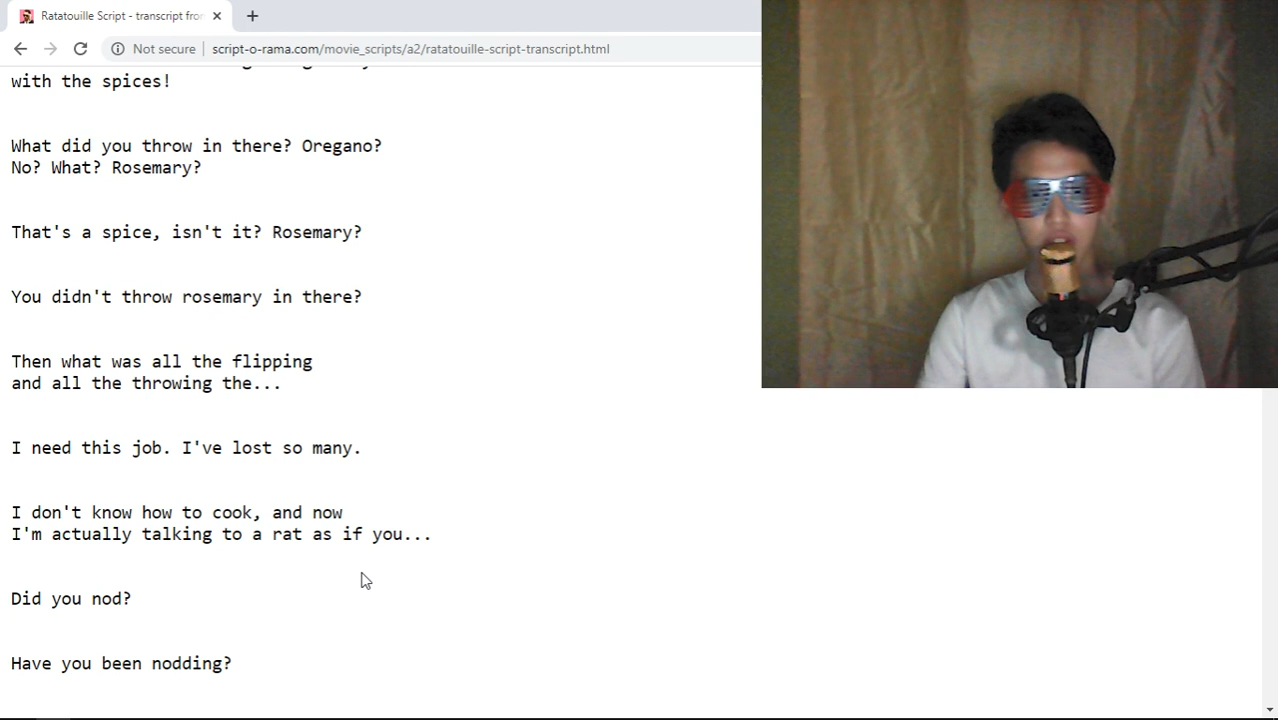 Ratatouille Script - transcript from
Not secure
script-o-rama.com/movie_scripts/a2/ratatouille-script-transcript.html
with the spices!
What did you throw in there? Oregano?
No? What? Rosemary?
That's a spice, isn't it? Rosemary?
You didn't throw rosemary in there?
Then what was all the flipping
and all the throwing the...
I need this job. I've lost so many.
I don't know how to cook, and now
I'm actually talking to a rat as if you...
Did you nod?
Have you been nodding?